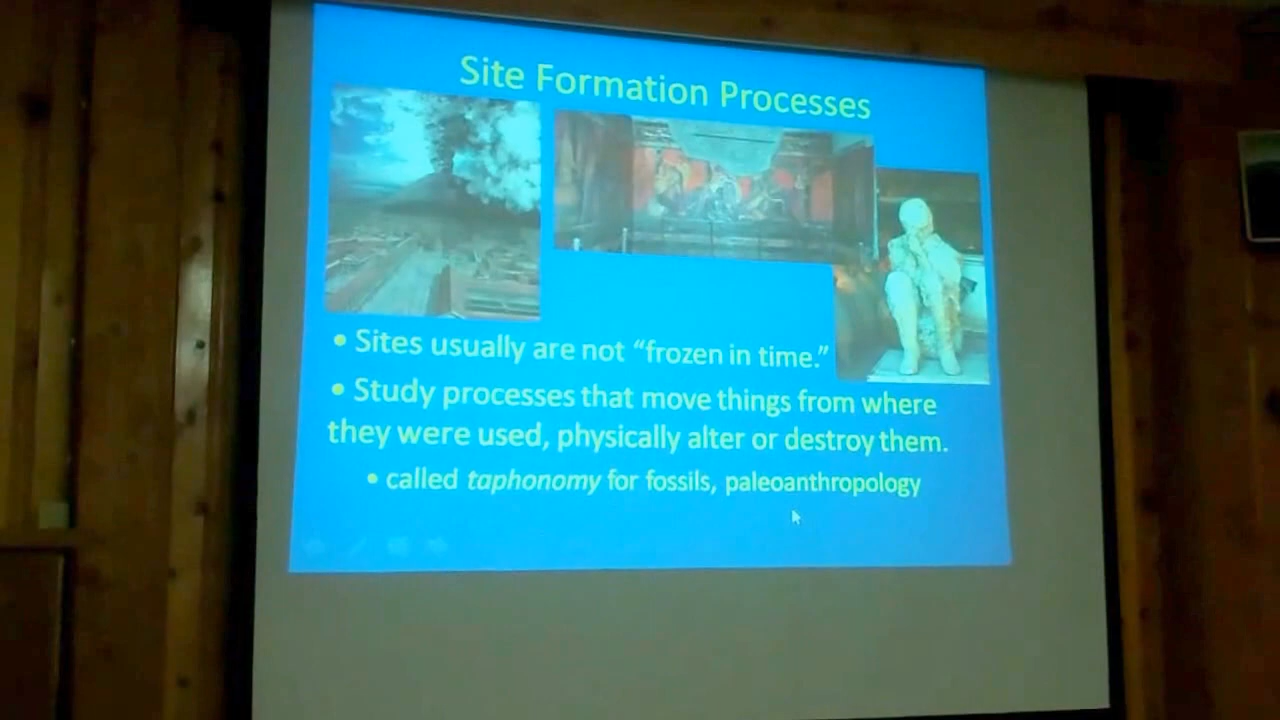 Site Formation Processes
• Sites usually are not “frozen in time.”
• Study processes that move things from where
they were used, physically alter or destroy them.
• called taphonomy for fossils, paleoanthropology